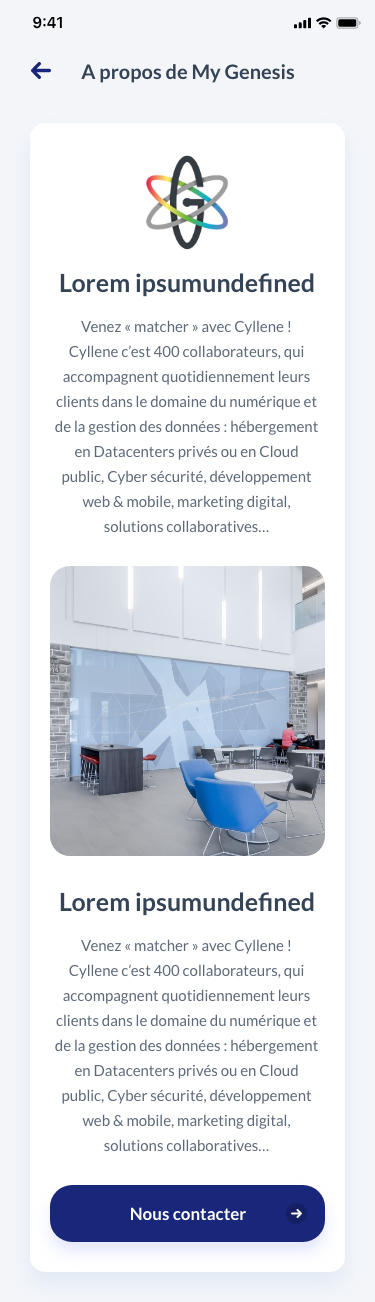 9:41
A propos de My Genesis
Lorem ipsumundefined
Venez « matcher » avec Cyllene !
Cyllene c’est 400 collaborateurs, qui
accompagnent quotidiennement leurs
clients dans le domaine du numérique et
de la gestion des données : hébergement
en Datacenters privés ou en Cloud
public, Cyber sécurité, développement
web & mobile, marketing digital,
solutions collaboratives…
Lorem ipsumundefined
Venez « matcher » avec Cyllene !
Cyllene c’est 400 collaborateurs, qui
accompagnent quotidiennement leurs
clients dans le domaine du numérique et
de la gestion des données : hébergement
en Datacenters privés ou en Cloud
public, Cyber sécurité, développement
web & mobile, marketing digital,
solutions collaboratives…
Nous contacter